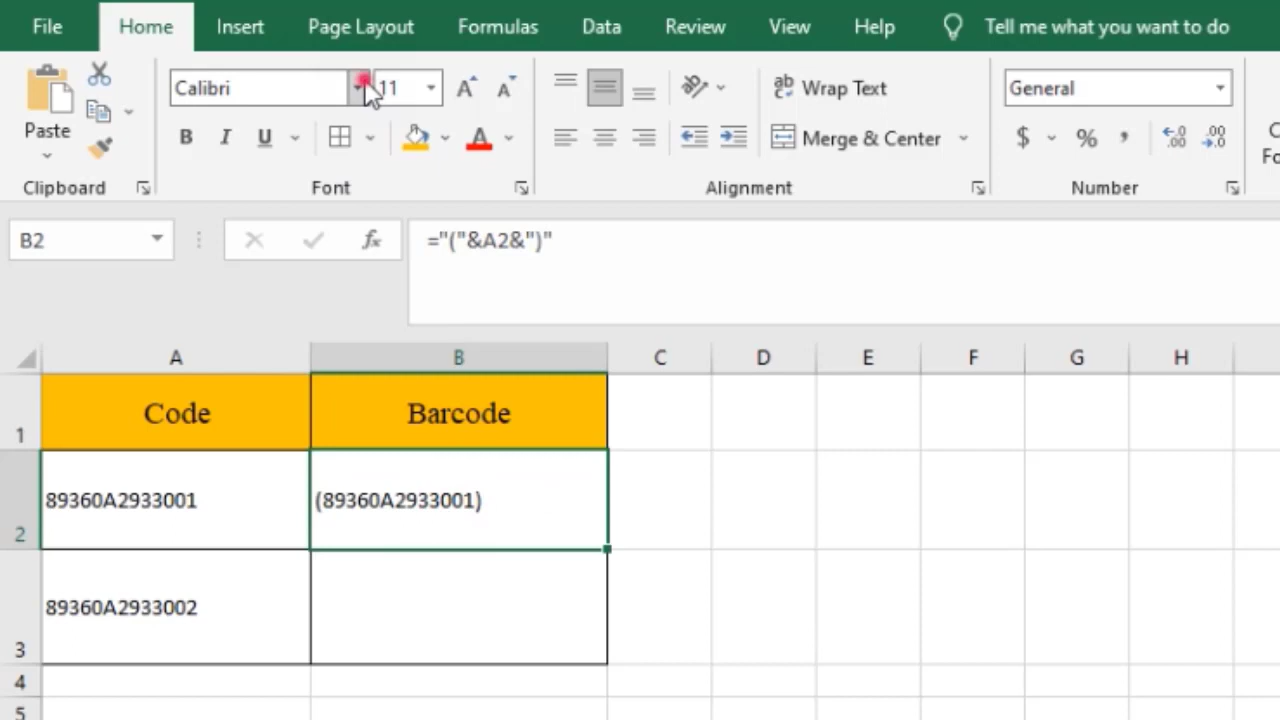 File Home Insert Page Layout Formulas Data Review View Help Tell me what you want to do
Calibri 11 Wrap Text General
Paste B I U Merge & Center $ % ,
Clipboard Font Alignment Number
B2 fx ="("&A2&")"
A B C D E F G H
1 Code Barcode
2 89360A2933001 (89360A2933001)
3 89360A2933002
4
5